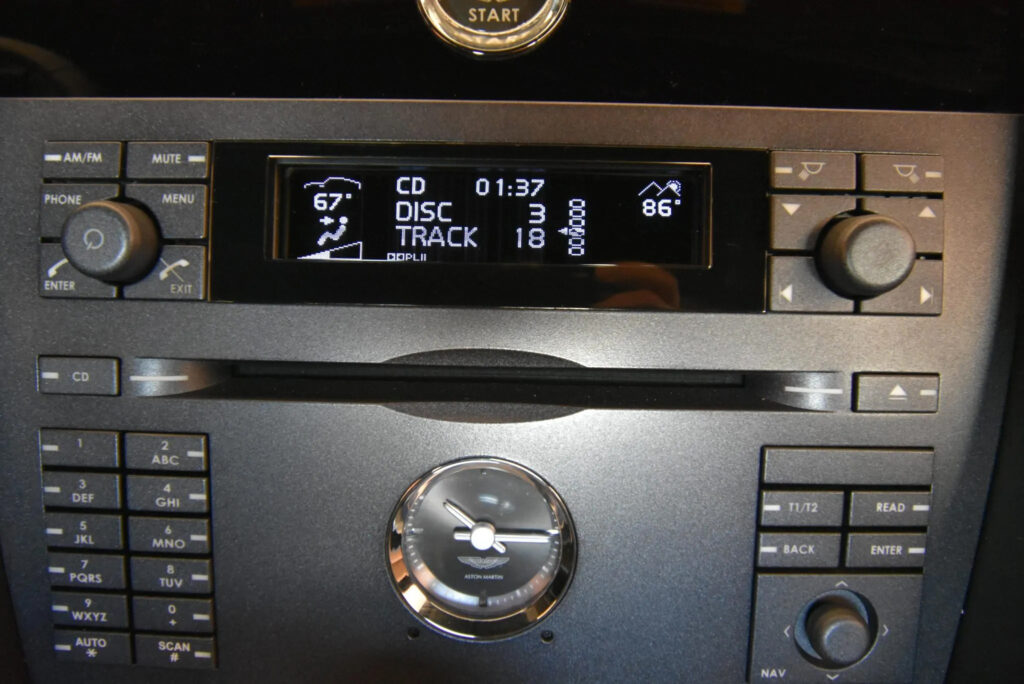 START
AM/FM
MUTE
PHONE
MENU
ENTER
EXIT
67°
CD 01:37
DISC 3
TRACK 18
PLII
86°
CD
1
2
ABC
3
DEF
4
GHI
5
JKL
6
MNO
7
PQRS
8
TUV
9
WXYZ
0
+
AUTO
*
SCAN
#
ASTON MARTIN
T1/T2
READ
BACK
ENTER
NAV